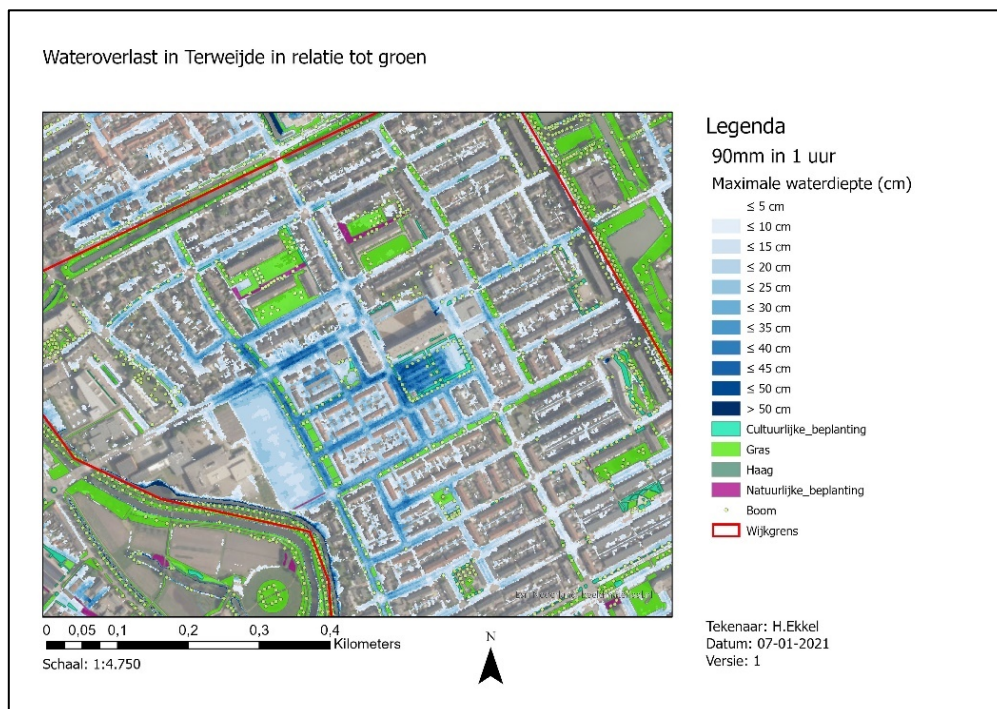 Wateroverlast in Terweijde in relatie tot groen
Legenda
90mm in 1 uur
Maximale waterdiepte (cm)
≤ 5 cm
≤ 10 cm
≤ 15 cm
≤ 20 cm
≤ 25 cm
≤ 30 cm
≤ 35 cm
≤ 40 cm
≤ 45 cm
≤ 50 cm
> 50 cm
Cultuurlijke_beplanting
Gras
Haag
Natuurlijke_beplanting
Boom
Wijkgrens
0 0,05 0,1 0,2 0,3 0,4
Kilometers
Schaal: 1:4.750
N
Tekenaar: H.Ekkel
Datum: 07-01-2021
Versie: 1